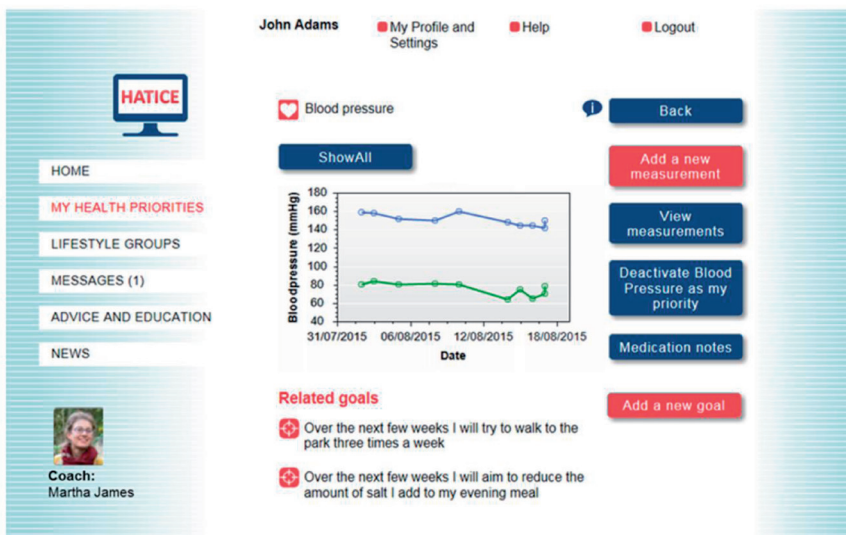 John Adams
My Profile and
Settings
Help
Logout
HATICE
HOME
MY HEALTH PRIORITIES
LIFESTYLE GROUPS
MESSAGES (1)
ADVICE AND EDUCATION
NEWS
Coach:
Martha James
Blood pressure
i
Back
ShowAll
Add a new
measurement
View
measurements
Deactivate Blood
Pressure as my
priority
Medication notes
Add a new goal
Bloodpressure (mmHg)
180
160
140
120
100
80
60
40
31/07/2015 06/08/2015 12/08/2015 18/08/2015
Date
Related goals
Over the next few weeks I will try to walk to the
park three times a week
Over the next few weeks I will aim to reduce the
amount of salt I add to my evening meal